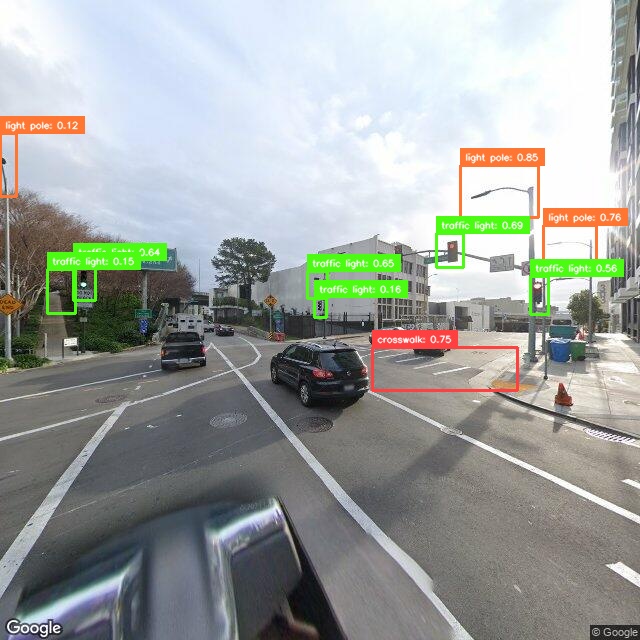 light pole: 0.12
light pole: 0.85
light pole: 0.76
traffic light: 0.69
traffic light: 0.64
traffic light: 0.15
traffic light: 0.65
traffic light: 0.56
traffic light: 0.16
crosswalk: 0.75
Google
© Google